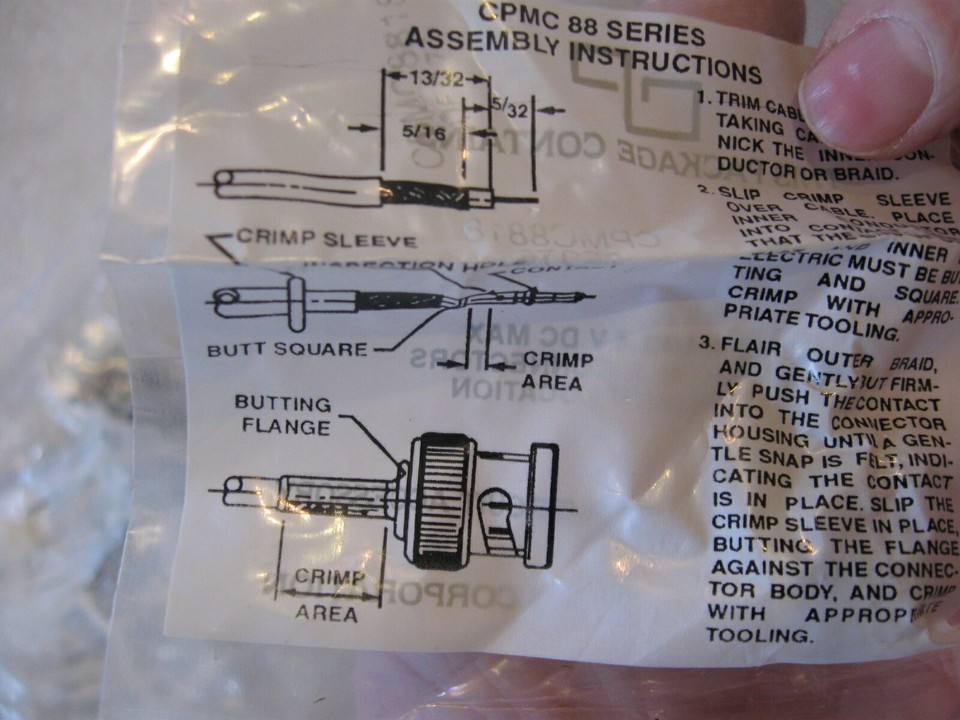 CPMC 88 SERIES
ASSEMBLY INSTRUCTIONS
13/32
5/32
5/16
CRIMP SLEEVE
INSPECTION HOLE
CONTACT
BUTT SQUARE
CRIMP
AREA
BUTTING
FLANGE
CRIMP
AREA
1. TRIM
TAKING
NICK THE
DUCTOR OR BRAID.
2. SLIP CRIMP SLEEVE
OVER CABLE, PLACE
INNER
INTO
THAT THE
INNER
MUST BE
TING AND SQUARE.
CRIMP WITH APPRO-
PRIATE TOOLING.
3. FLAIR OUTER BRAID,
AND GENTLY BUT FIRM-
LY PUSH THE CONTACT
INTO THE CONNECTOR
HOUSING UNTIL A GEN-
TLE SNAP IS FELT, INDI-
CATING THE CONTACT
IS IN PLACE. SLIP THE
CRIMP SLEEVE IN PLACE,
BUTTING THE FLANGE
AGAINST THE CONNEC-
TOR BODY, AND CRIMP
WITH APPROPRIATE
TOOLING.